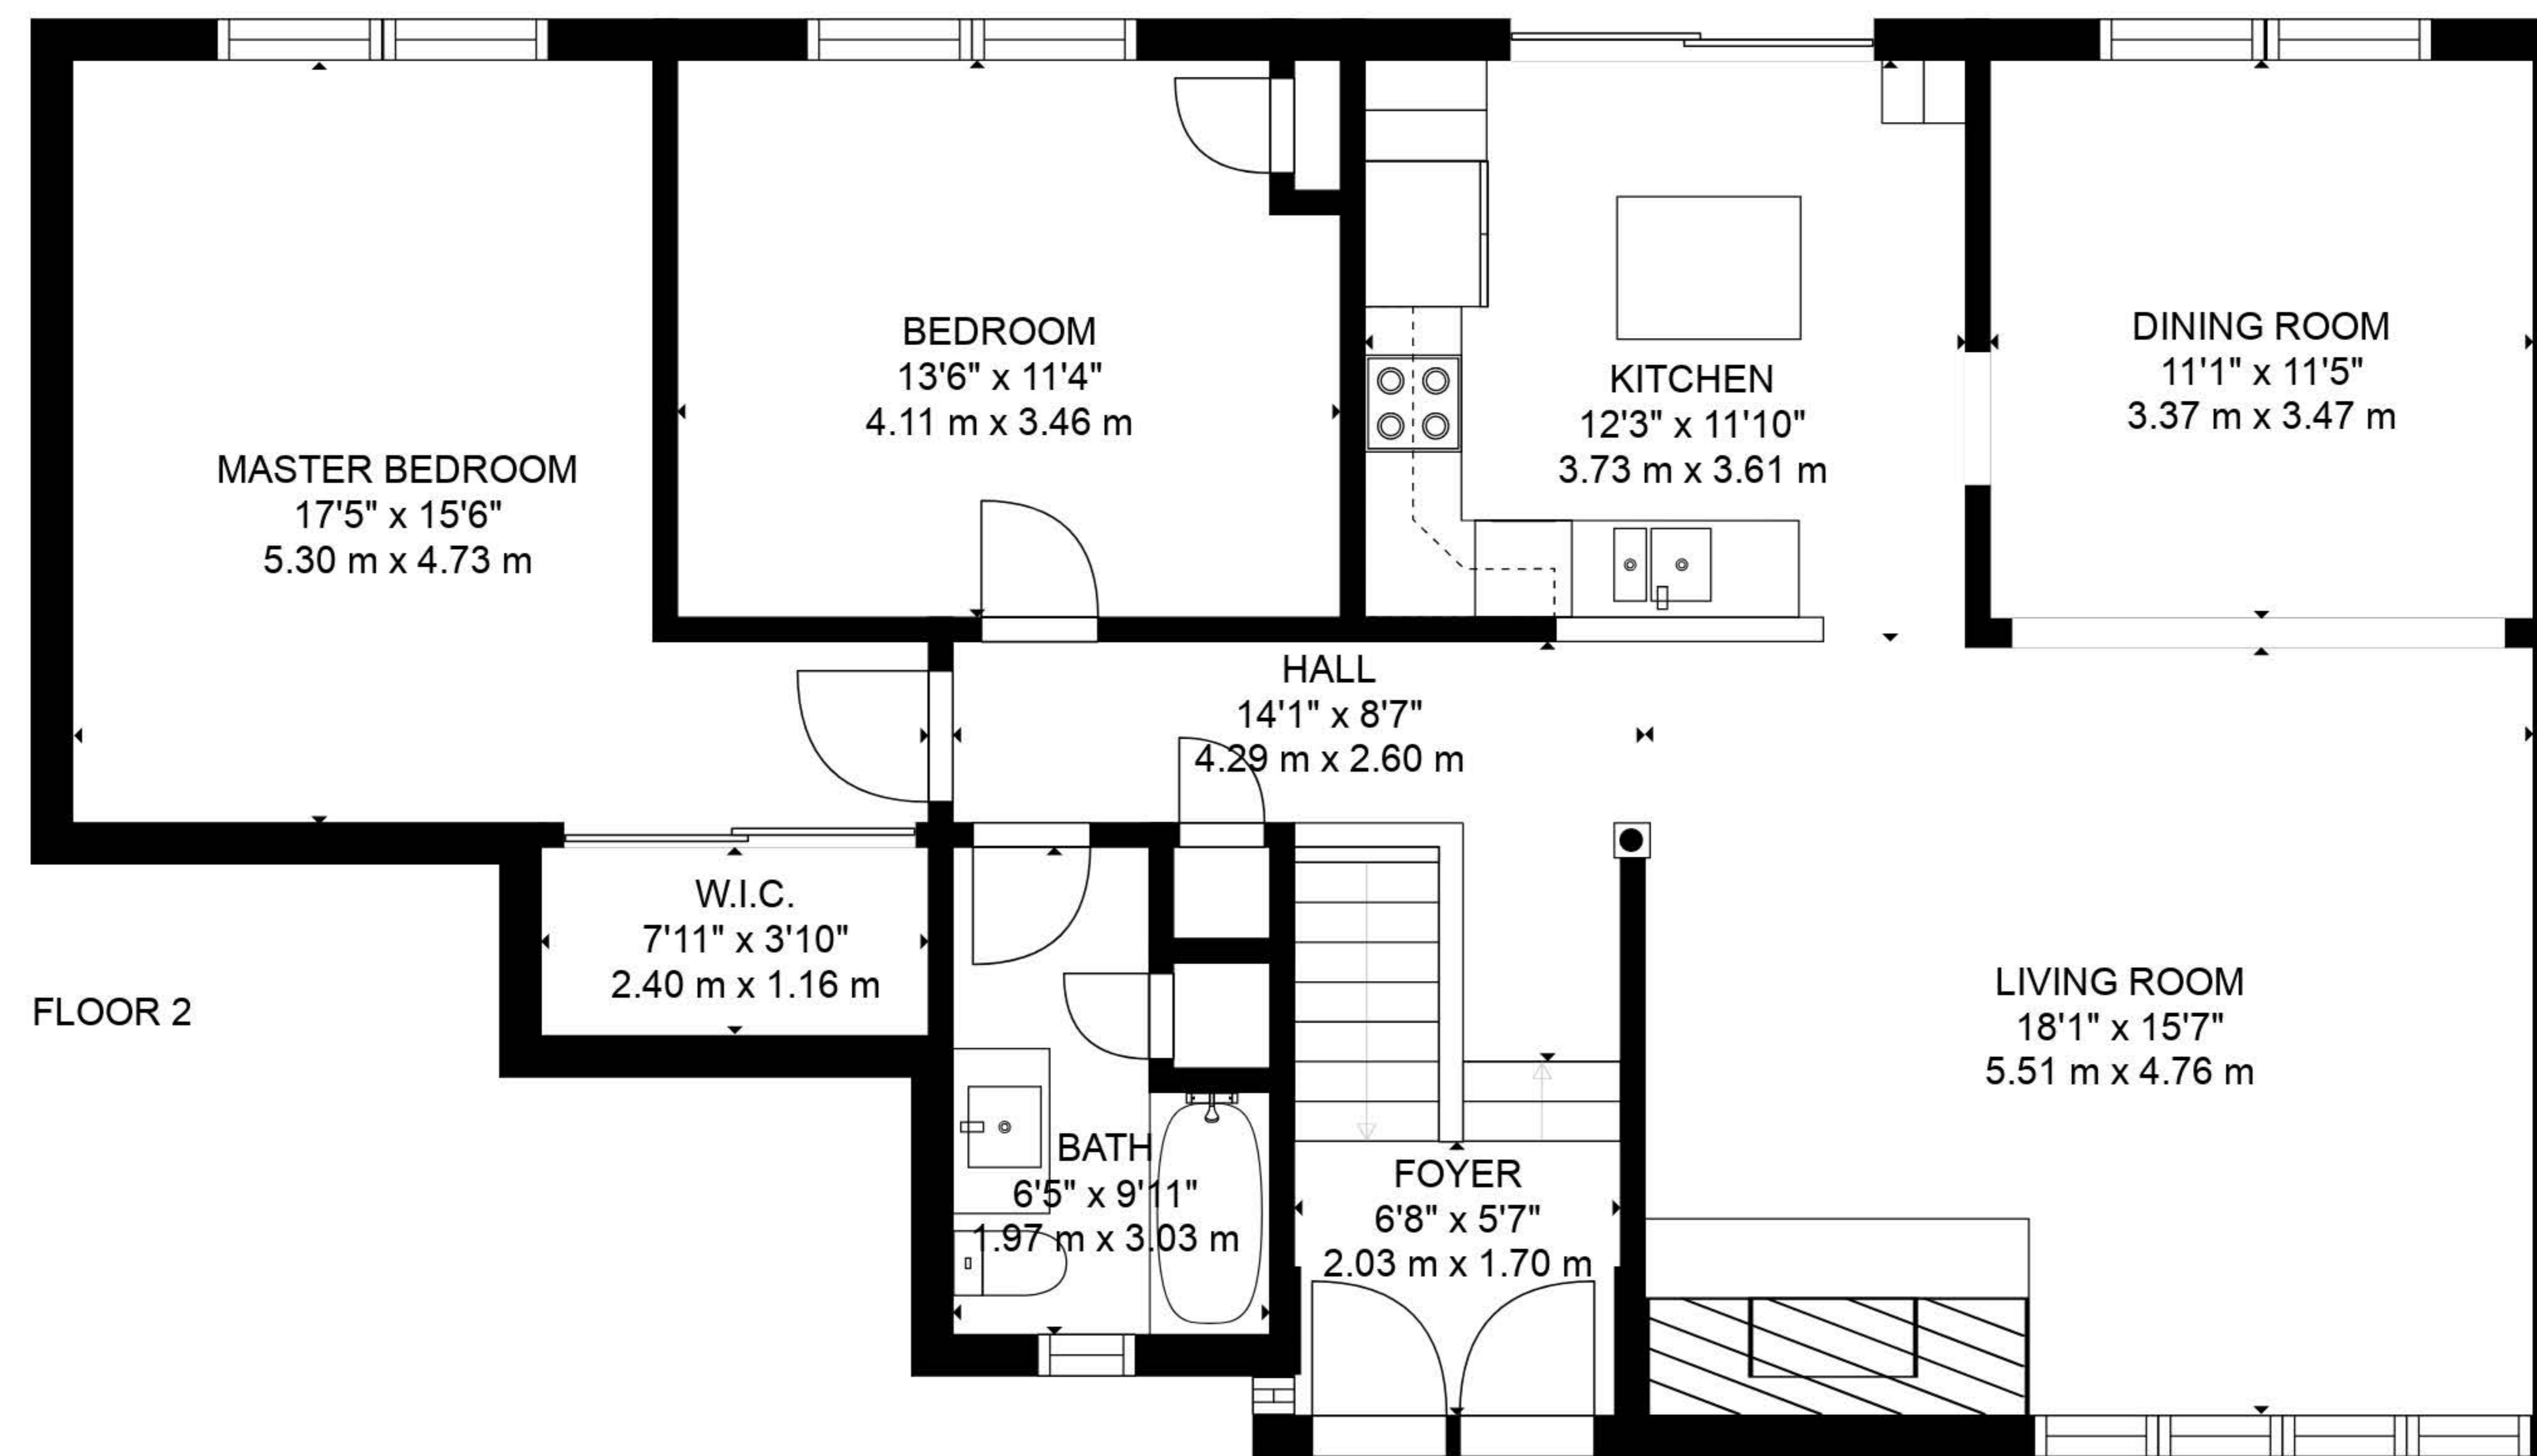 MASTER BEDROOM
17'5" x 15'6"
5.30 m x 4.73 m
BEDROOM
13'6" x 11'4"
4.11 m x 3.46 m
KITCHEN
12'3" x 11'10"
3.73 m x 3.61 m
DINING ROOM
11'1" x 11'5"
3.37 m x 3.47 m
HALL
14'1" x 8'7"
4.29 m x 2.60 m
W.I.C.
7'11" x 3'10"
2.40 m x 1.16 m
FLOOR 2
LIVING ROOM
18'1" x 15'7"
5.51 m x 4.76 m
BATH
6'5" x 9'11"
1.97 m x 3.03 m
FOYER
6'8" x 5'7"
2.03 m x 1.70 m